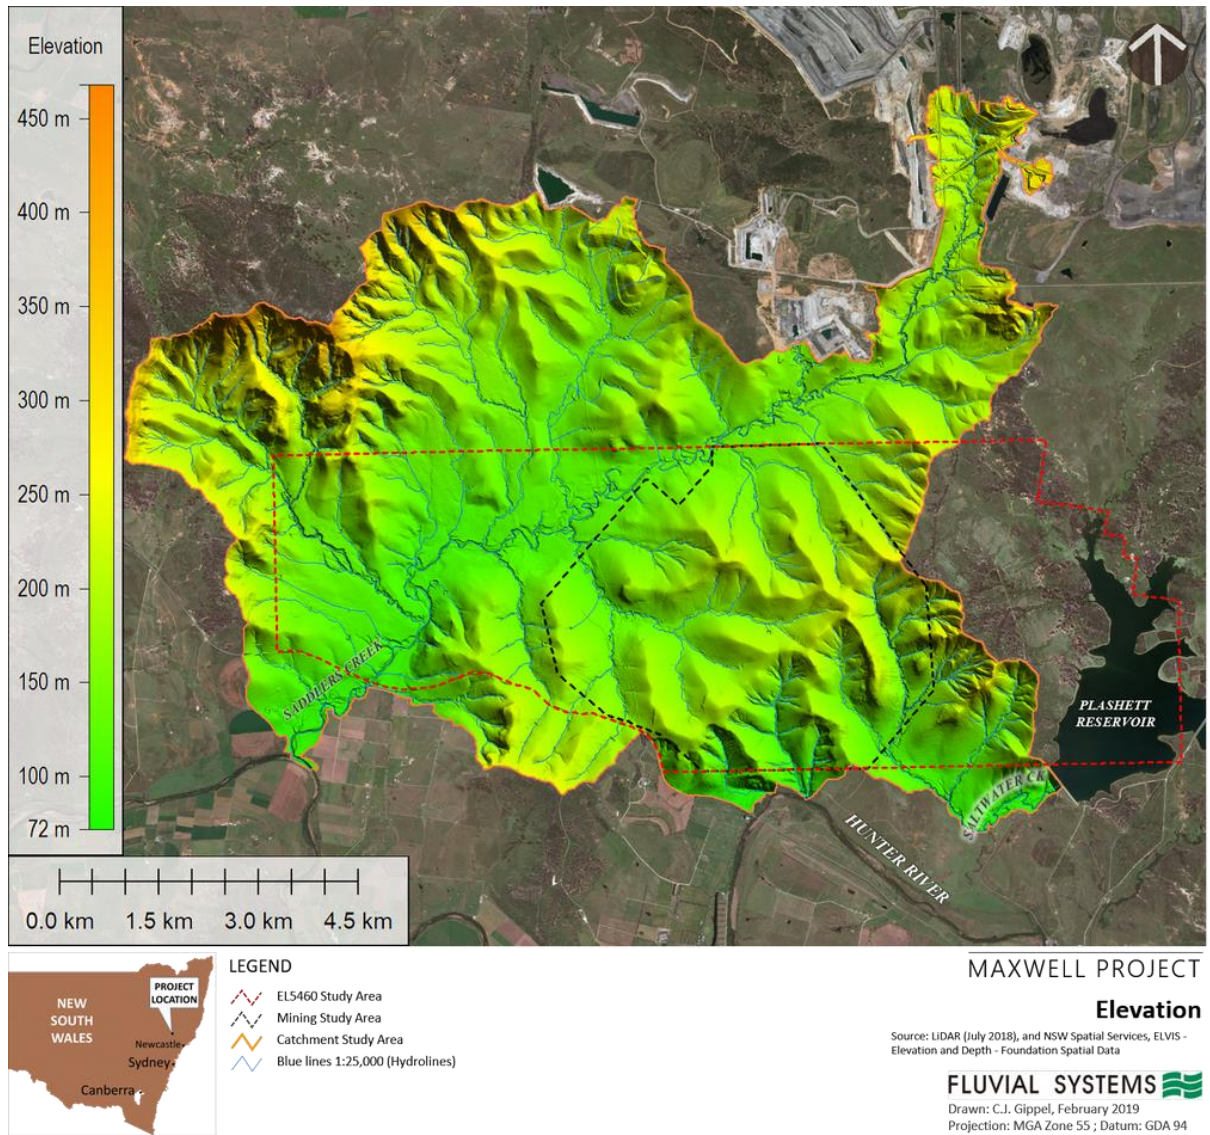 Elevation
450 m
400 m
350 m
300 m
250 m
200 m
150 m
100 m
72 m
SADDLERS CREEK
PLASHETT
RESERVOIR
SALTWATER CK
HUNTER RIVER
0.0 km 1.5 km 3.0 km 4.5 km
NEW
SOUTH
WALES
PROJECT
LOCATION
Newcastle
Sydney
Canberra
LEGEND
EL5460 Study Area
Mining Study Area
Catchment Study Area
Blue lines 1:25,000 (Hydrolines)
MAXWELL PROJECT
Elevation
Source: LiDAR (July 2018), and NSW Spatial Services, ELVIS -
Elevation and Depth - Foundation Spatial Data
FLUVIAL SYSTEMS
Drawn: C.J. Gippel, February 2019
Projection: MGA Zone 55 ; Datum: GDA 94